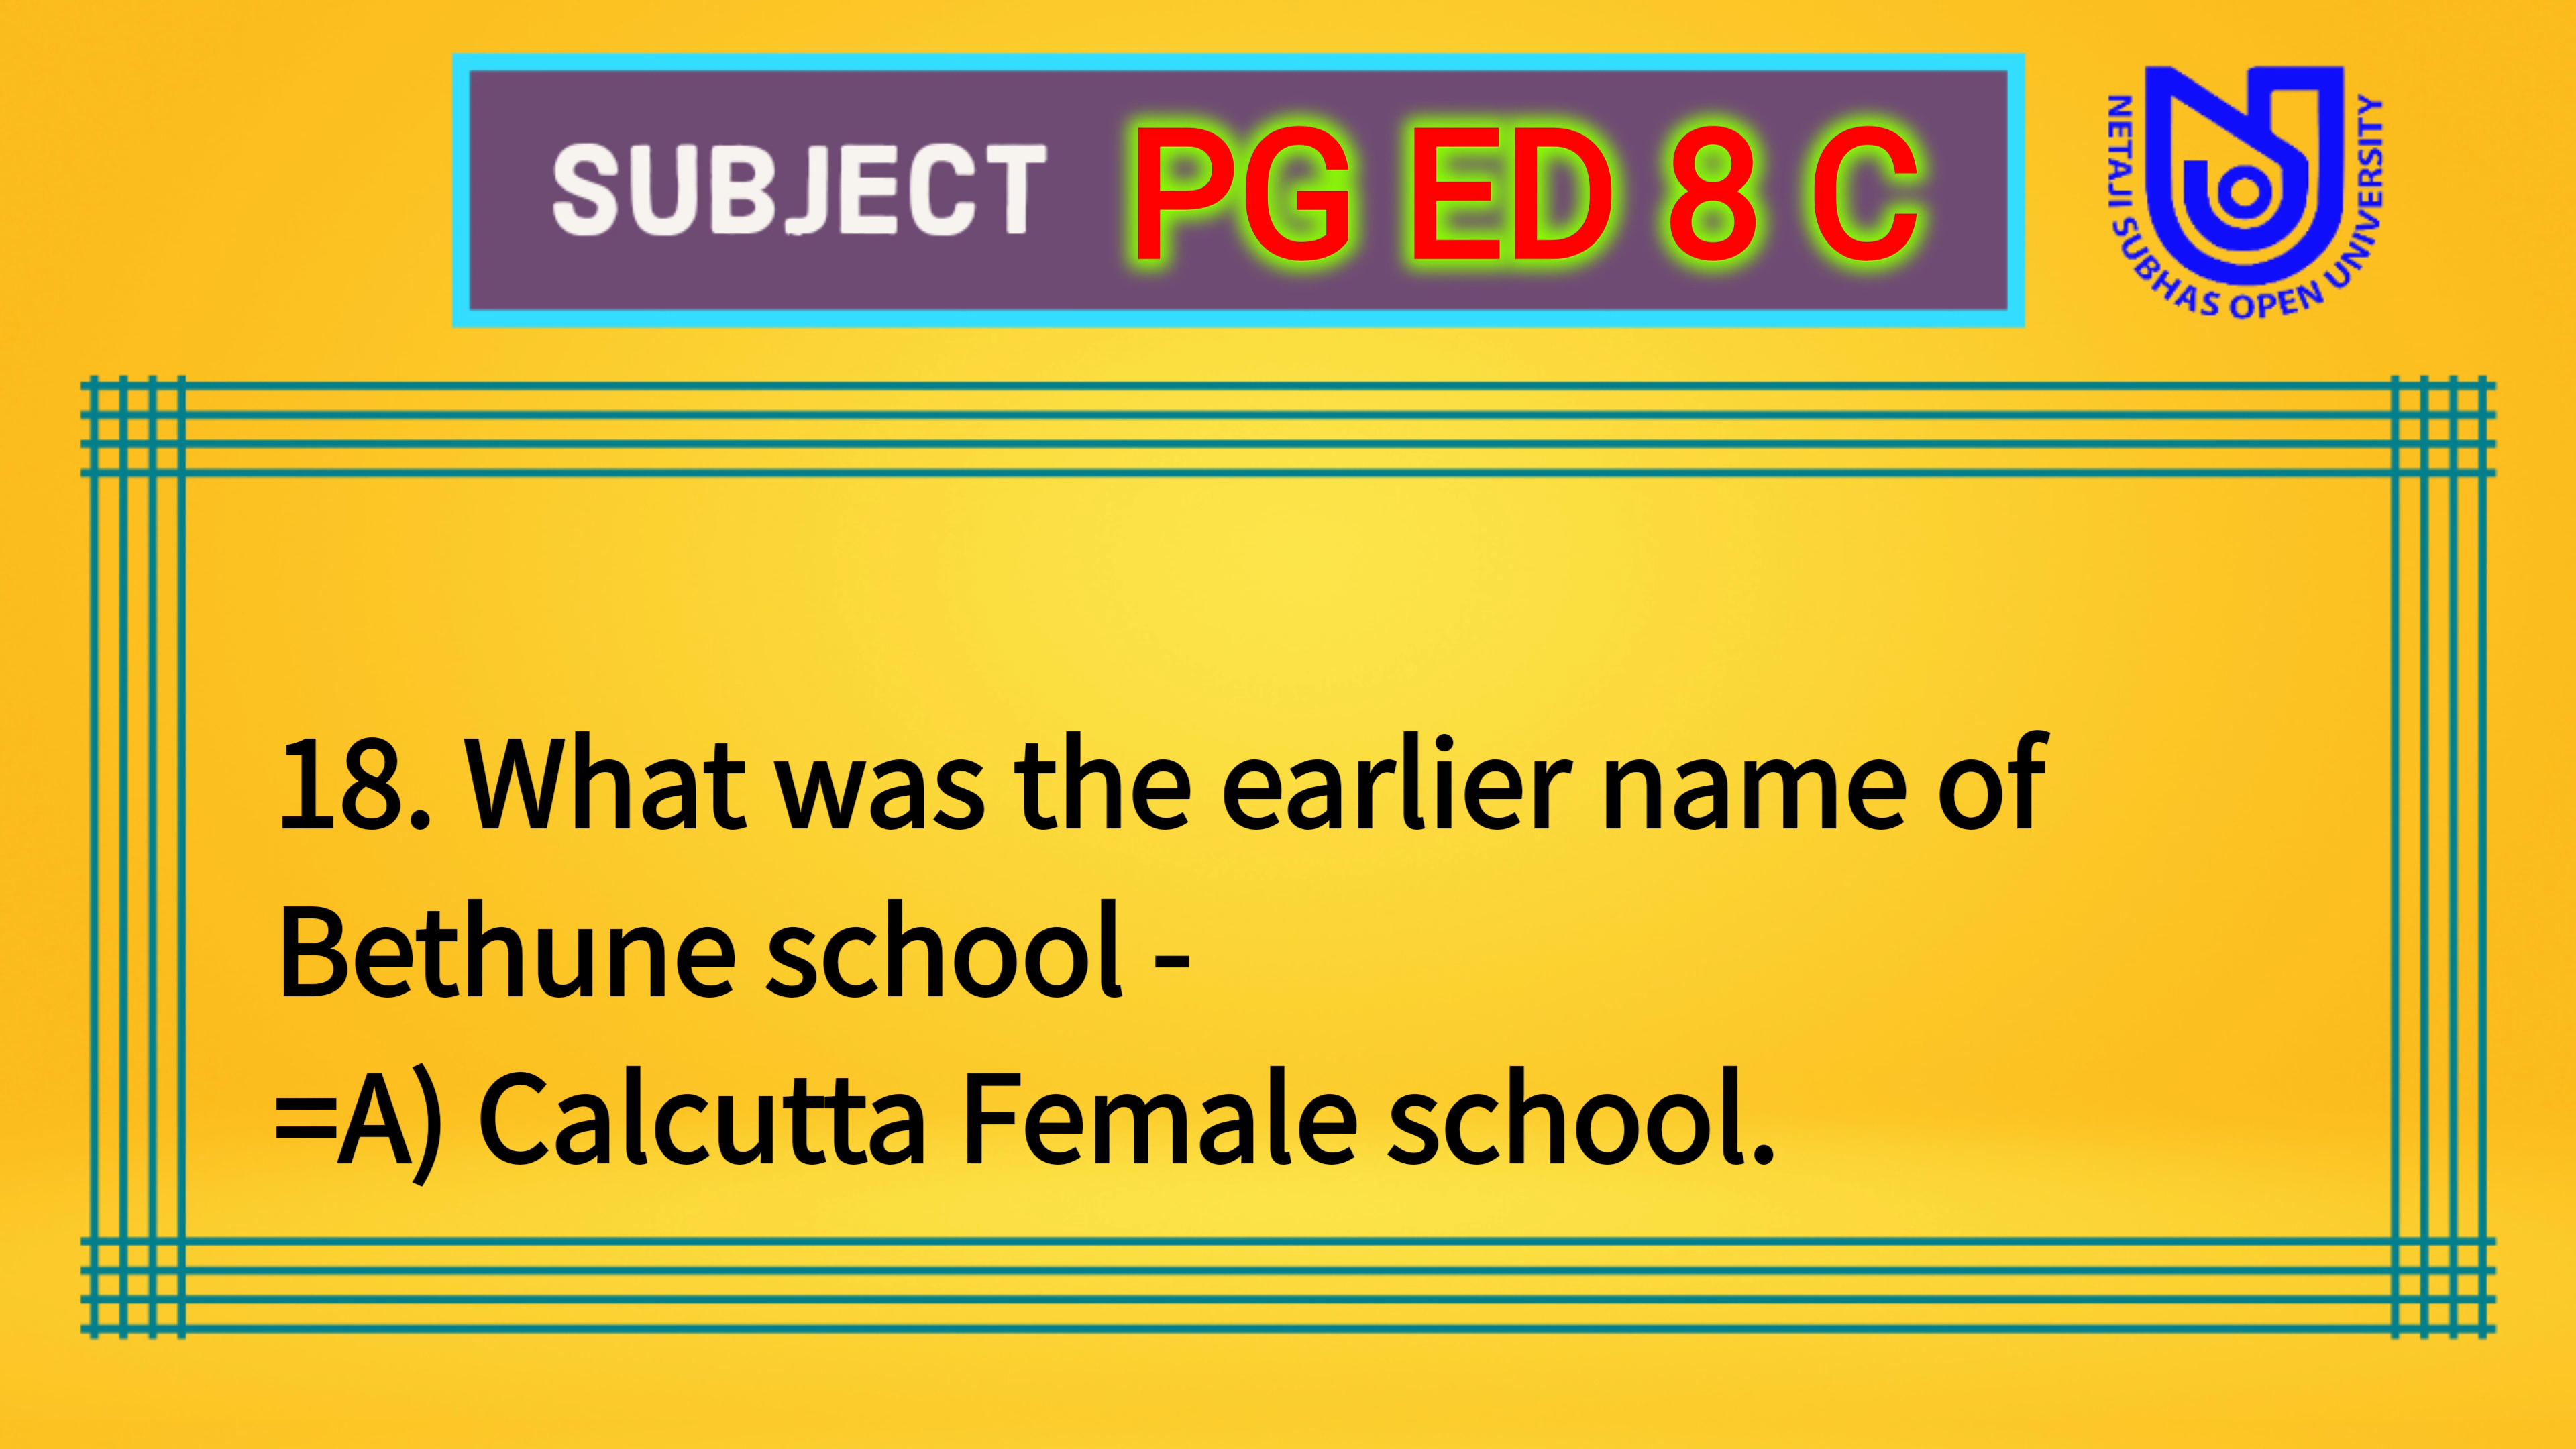 SUBJECT PG ED 8 C
NETAJI SUBHAS OPEN UNIVERSITY
18. What was the earlier name of
Bethune school -
=A) Calcutta Female school.